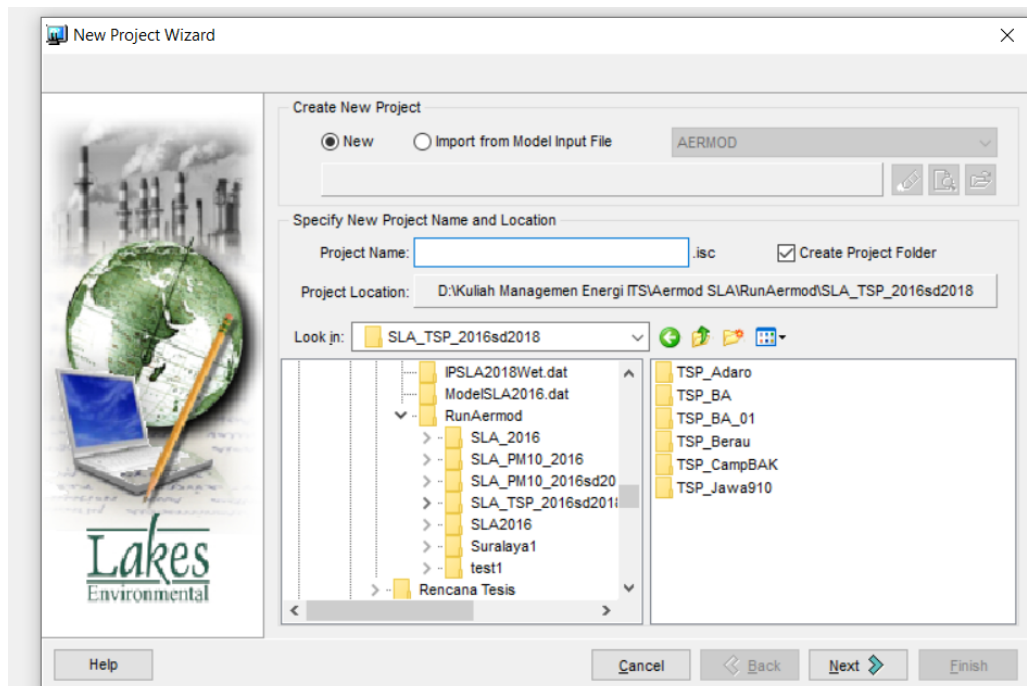 New Project Wizard
Create New Project
New
Import from Model Input File
AERMOD
Specify New Project Name and Location
Project Name:
.isc
Create Project Folder
Project Location:
D:\Kuliah Managemen Energi ITS\Aermod SLA\RunAermod\SLA_TSP_2016sd2018
Look in:
SLA_TSP_2016sd2018
IPSLA2018Wet.dat
ModelSLA2016.dat
RunAermod
SLA_2016
SLA_PM10_2016
SLA_PM10_2016sd20
SLA_TSP_2016sd201
SLA2016
Suralaya1
test1
Rencana Tesis
TSP_Adaro
TSP_BA
TSP_BA_01
TSP_Berau
TSP_CampBAK
TSP_Jawa910
Lakes
Environmental
Help
Cancel
Back
Next
Finish